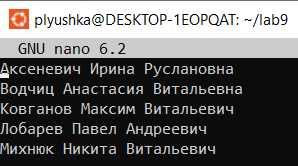 plyushka@DESKTOP-1EOPQAT: ~/lab9
GNU nano 6.2
Аксеневич Ирина Руслановна
Водчиц Анастасия Витальевна
Ковганов Максим Витальевич
Лобарев Павел Андреевич
Михнюк Никита Витальевич